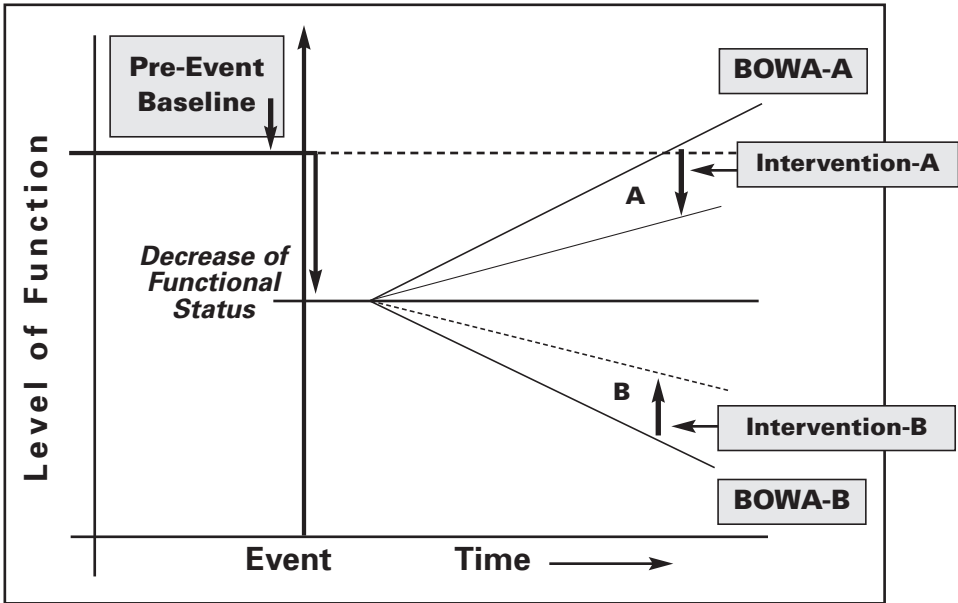 Pre-Event
Baseline
BOWA-A
Intervention-A
A
Level of Function
Decrease of
Functional
Status
B
Intervention-B
BOWA-B
Event
Time